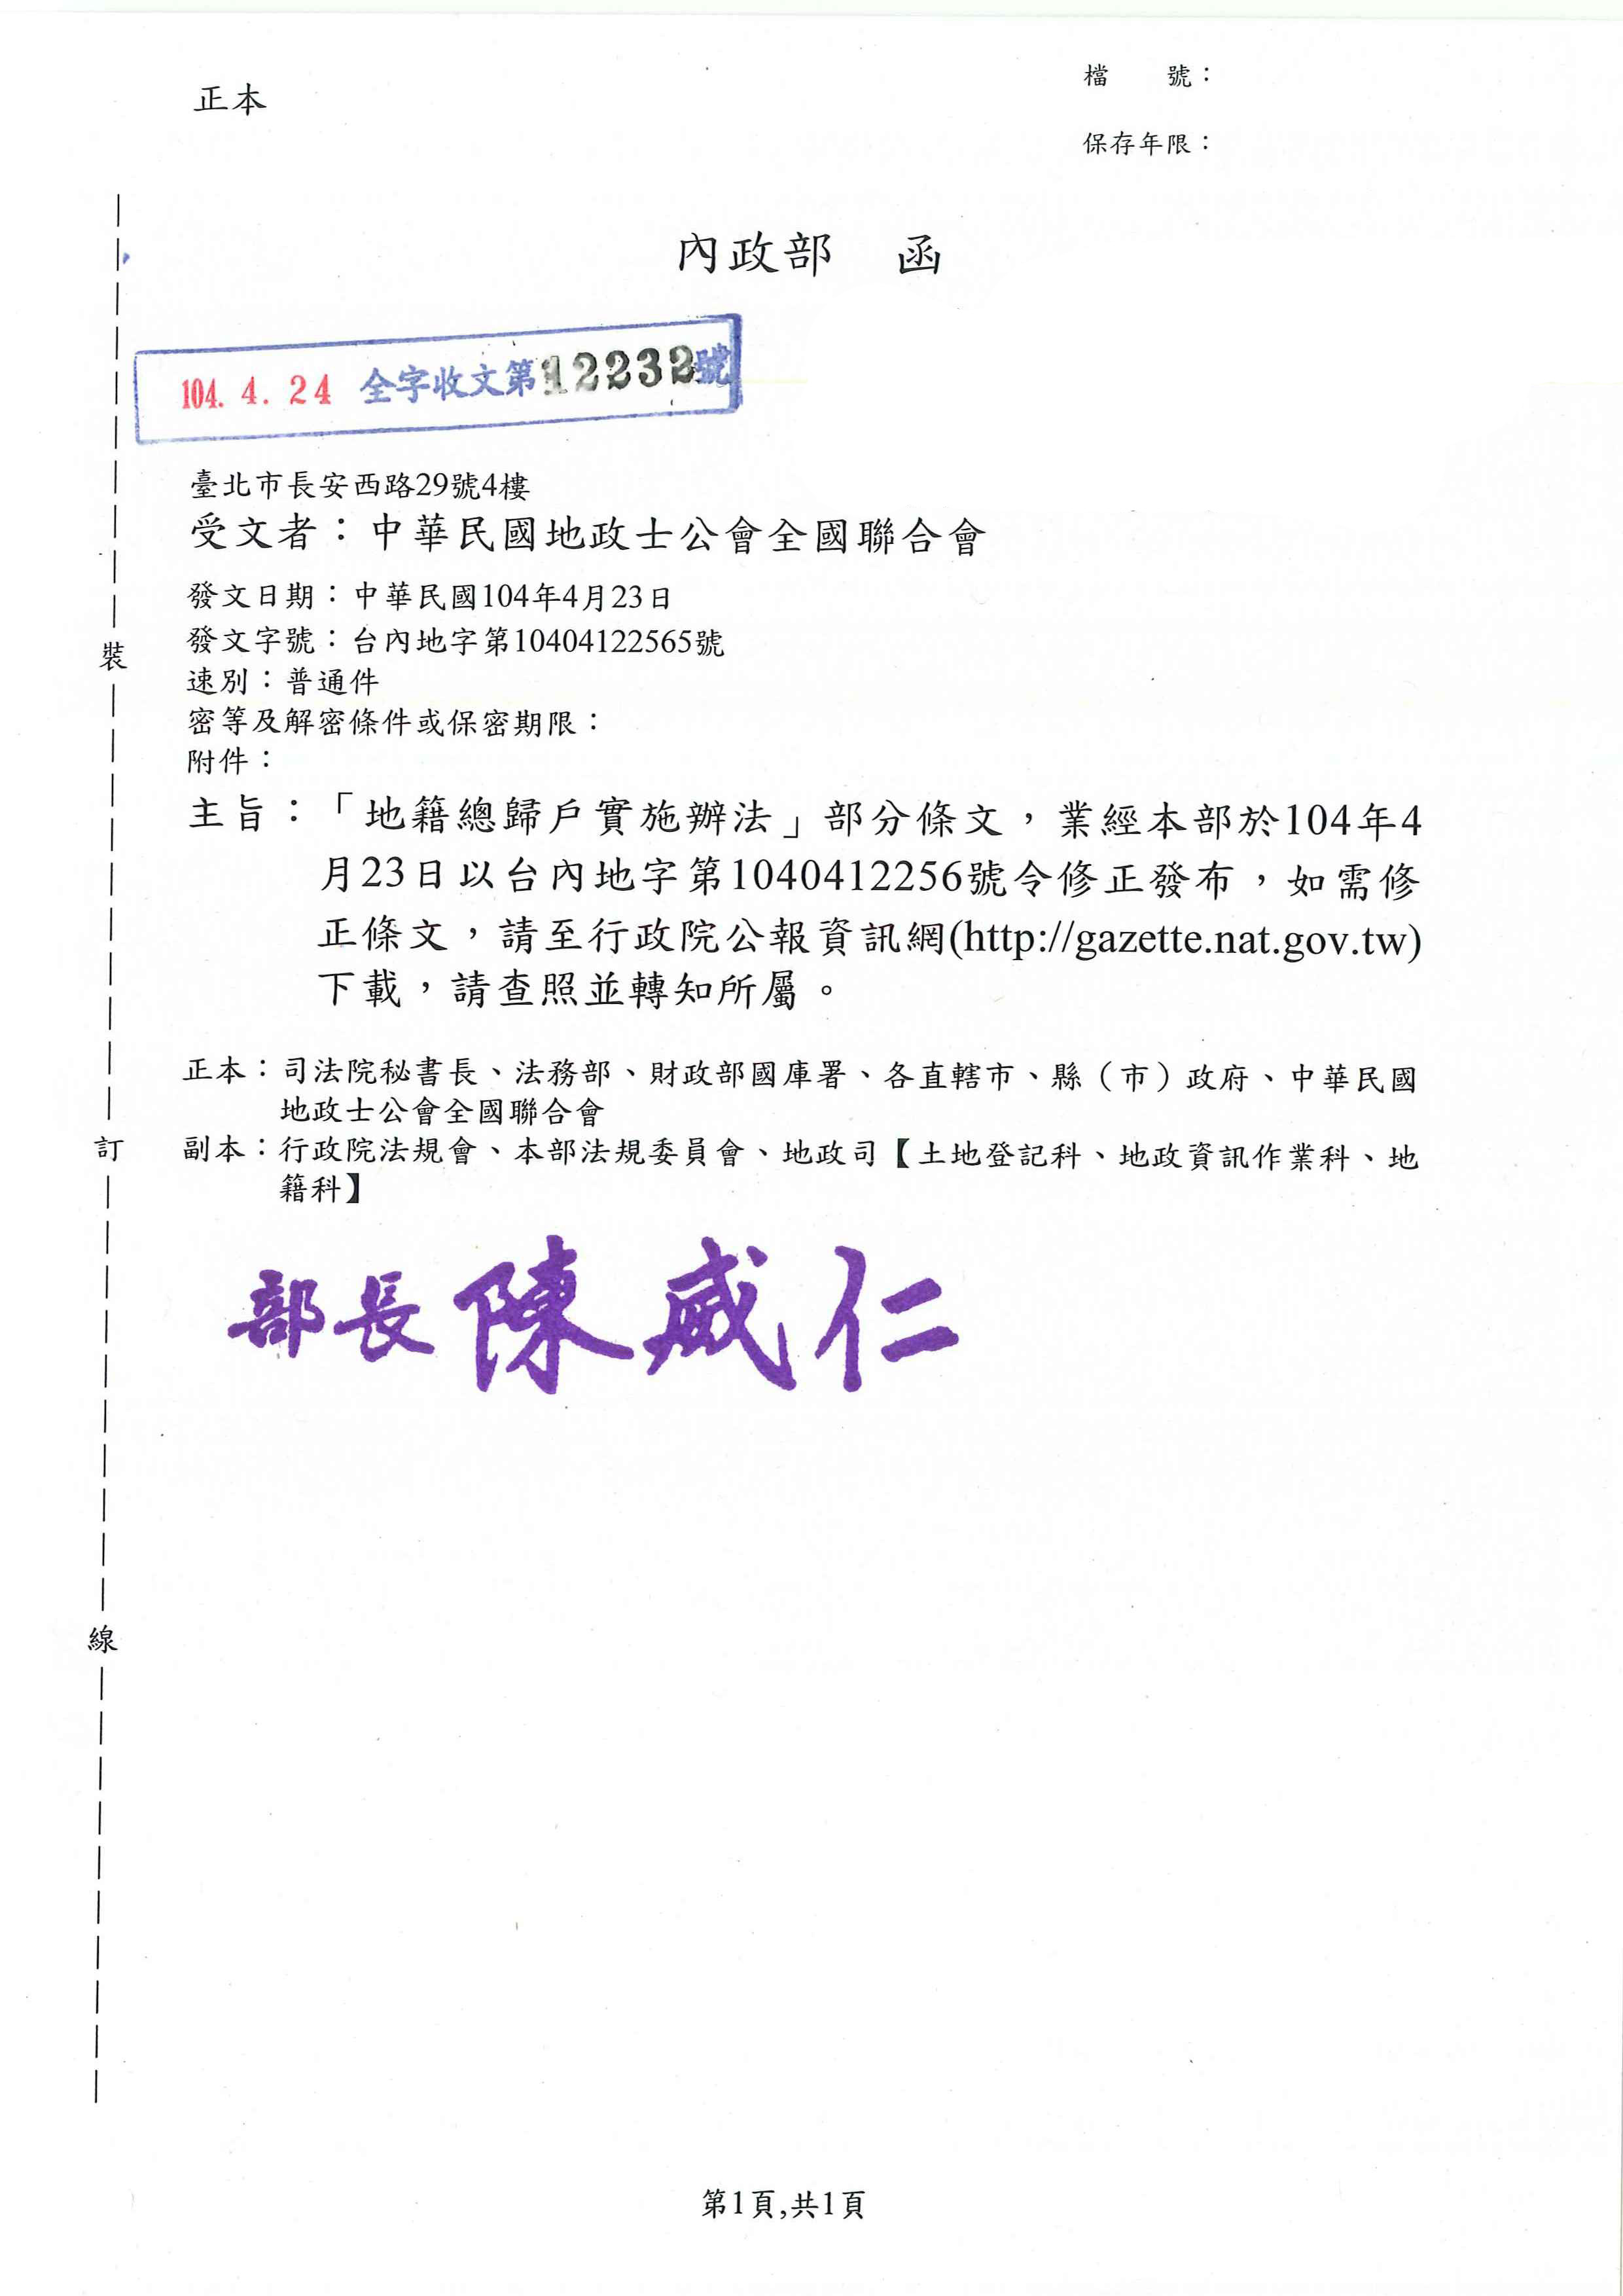 正本
檔　　號：
保存年限：
內政部　函
104. 4. 24 全字收文第12232號
臺北市長安西路29號4樓
受文者：中華民國地政士公會全國聯合會
發文日期：中華民國104年4月23日
發文字號：台內地字第10404122565號
速別：普通件
密等及解密條件或保密期限：
附件：
主旨：「地籍總歸戶實施辦法」部分條文，業經本部於104年4
月23日以台內地字第1040412256號令修正發布，如需修
正條文，請至行政院公報資訊網(http://gazette.nat.gov.tw)
下載，請查照並轉知所屬。
正本：司法院秘書長、法務部、財政部國庫署、各直轄市、縣（市）政府、中華民國
地政士公會全國聯合會
副本：行政院法規會、本部法規委員會、地政司【土地登記科、地政資訊作業科、地
籍科】
部長 陳威仁
裝
訂
線
第1頁,共1頁